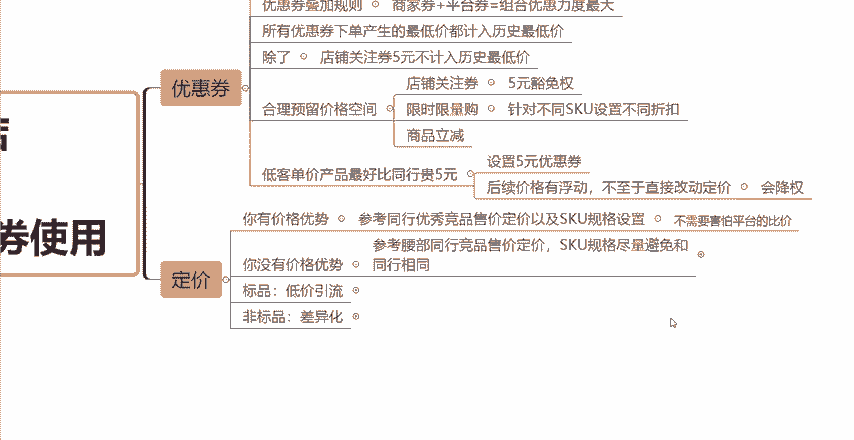 优惠券叠加规则 商家券+平台券=组合优惠力度最大
所有优惠券下单产生的最低价都计入历史最低价
除了 店铺关注券5元不计入历史最低价
优惠券
店铺关注券 5元豁免权
合理预留价格空间 限时限量购 针对不同SKU设置不同折扣
商品立减
低客单价产品最好比同行贵5元 设置5元优惠券
后续价格有浮动，不至于直接改动定价 会降权
券使用
你有价格优势 参考同行优秀竞品售价定价以及SKU规格设置 不需要害怕平台的比价
定价
你没有价格优势 参考腰部同行竞品售价定价，SKU规格尽量避免和
同行相同
标品：低价引流
非标品：差异化